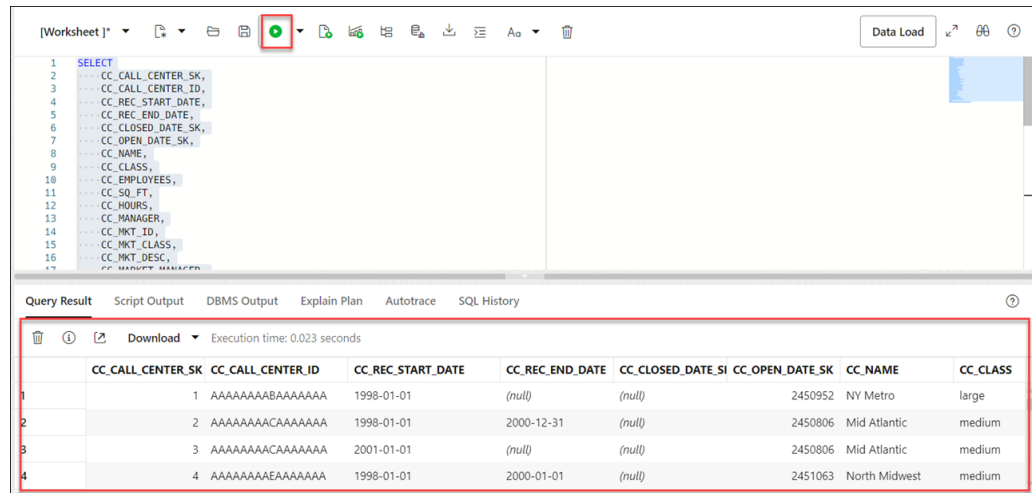 [Worksheet ]* Aa Data Load
1 SELECT
2 ····CC_CALL_CENTER_SK,
3 ····CC_CALL_CENTER_ID,
4 ····CC_REC_START_DATE,
5 ····CC_REC_END_DATE,
6 ····CC_CLOSED_DATE_SK,
7 ····CC_OPEN_DATE_SK,
8 ····CC_NAME,
9 ····CC_CLASS,
10 ····CC_EMPLOYEES,
11 ····CC_SQ_FT,
12 ····CC_HOURS,
13 ····CC_MANAGER,
14 ····CC_MKT_ID,
15 ····CC_MKT_CLASS,
16 ····CC_MKT_DESC,
17 ····CC_MARKET_MANAGER,
Query Result Script Output DBMS Output Explain Plan Autotrace SQL History
Download Execution time: 0.023 seconds
CC_CALL_CENTER_SK CC_CALL_CENTER_ID CC_REC_START_DATE CC_REC_END_DATE CC_CLOSED_DATE_S CC_OPEN_DATE_SK CC_NAME CC_CLASS
1 1 AAAAAAAABAAAAAAA 1998-01-01 (null) (null) 2450952 NY Metro large
2 2 AAAAAAAACAAAAAAA 1998-01-01 2000-12-31 (null) 2450806 Mid Atlantic medium
3 3 AAAAAAAACAAAAAAA 2001-01-01 (null) (null) 2450806 Mid Atlantic medium
4 4 AAAAAAAAEAAAAAAA 1998-01-01 2000-01-01 (null) 2451063 North Midwest medium